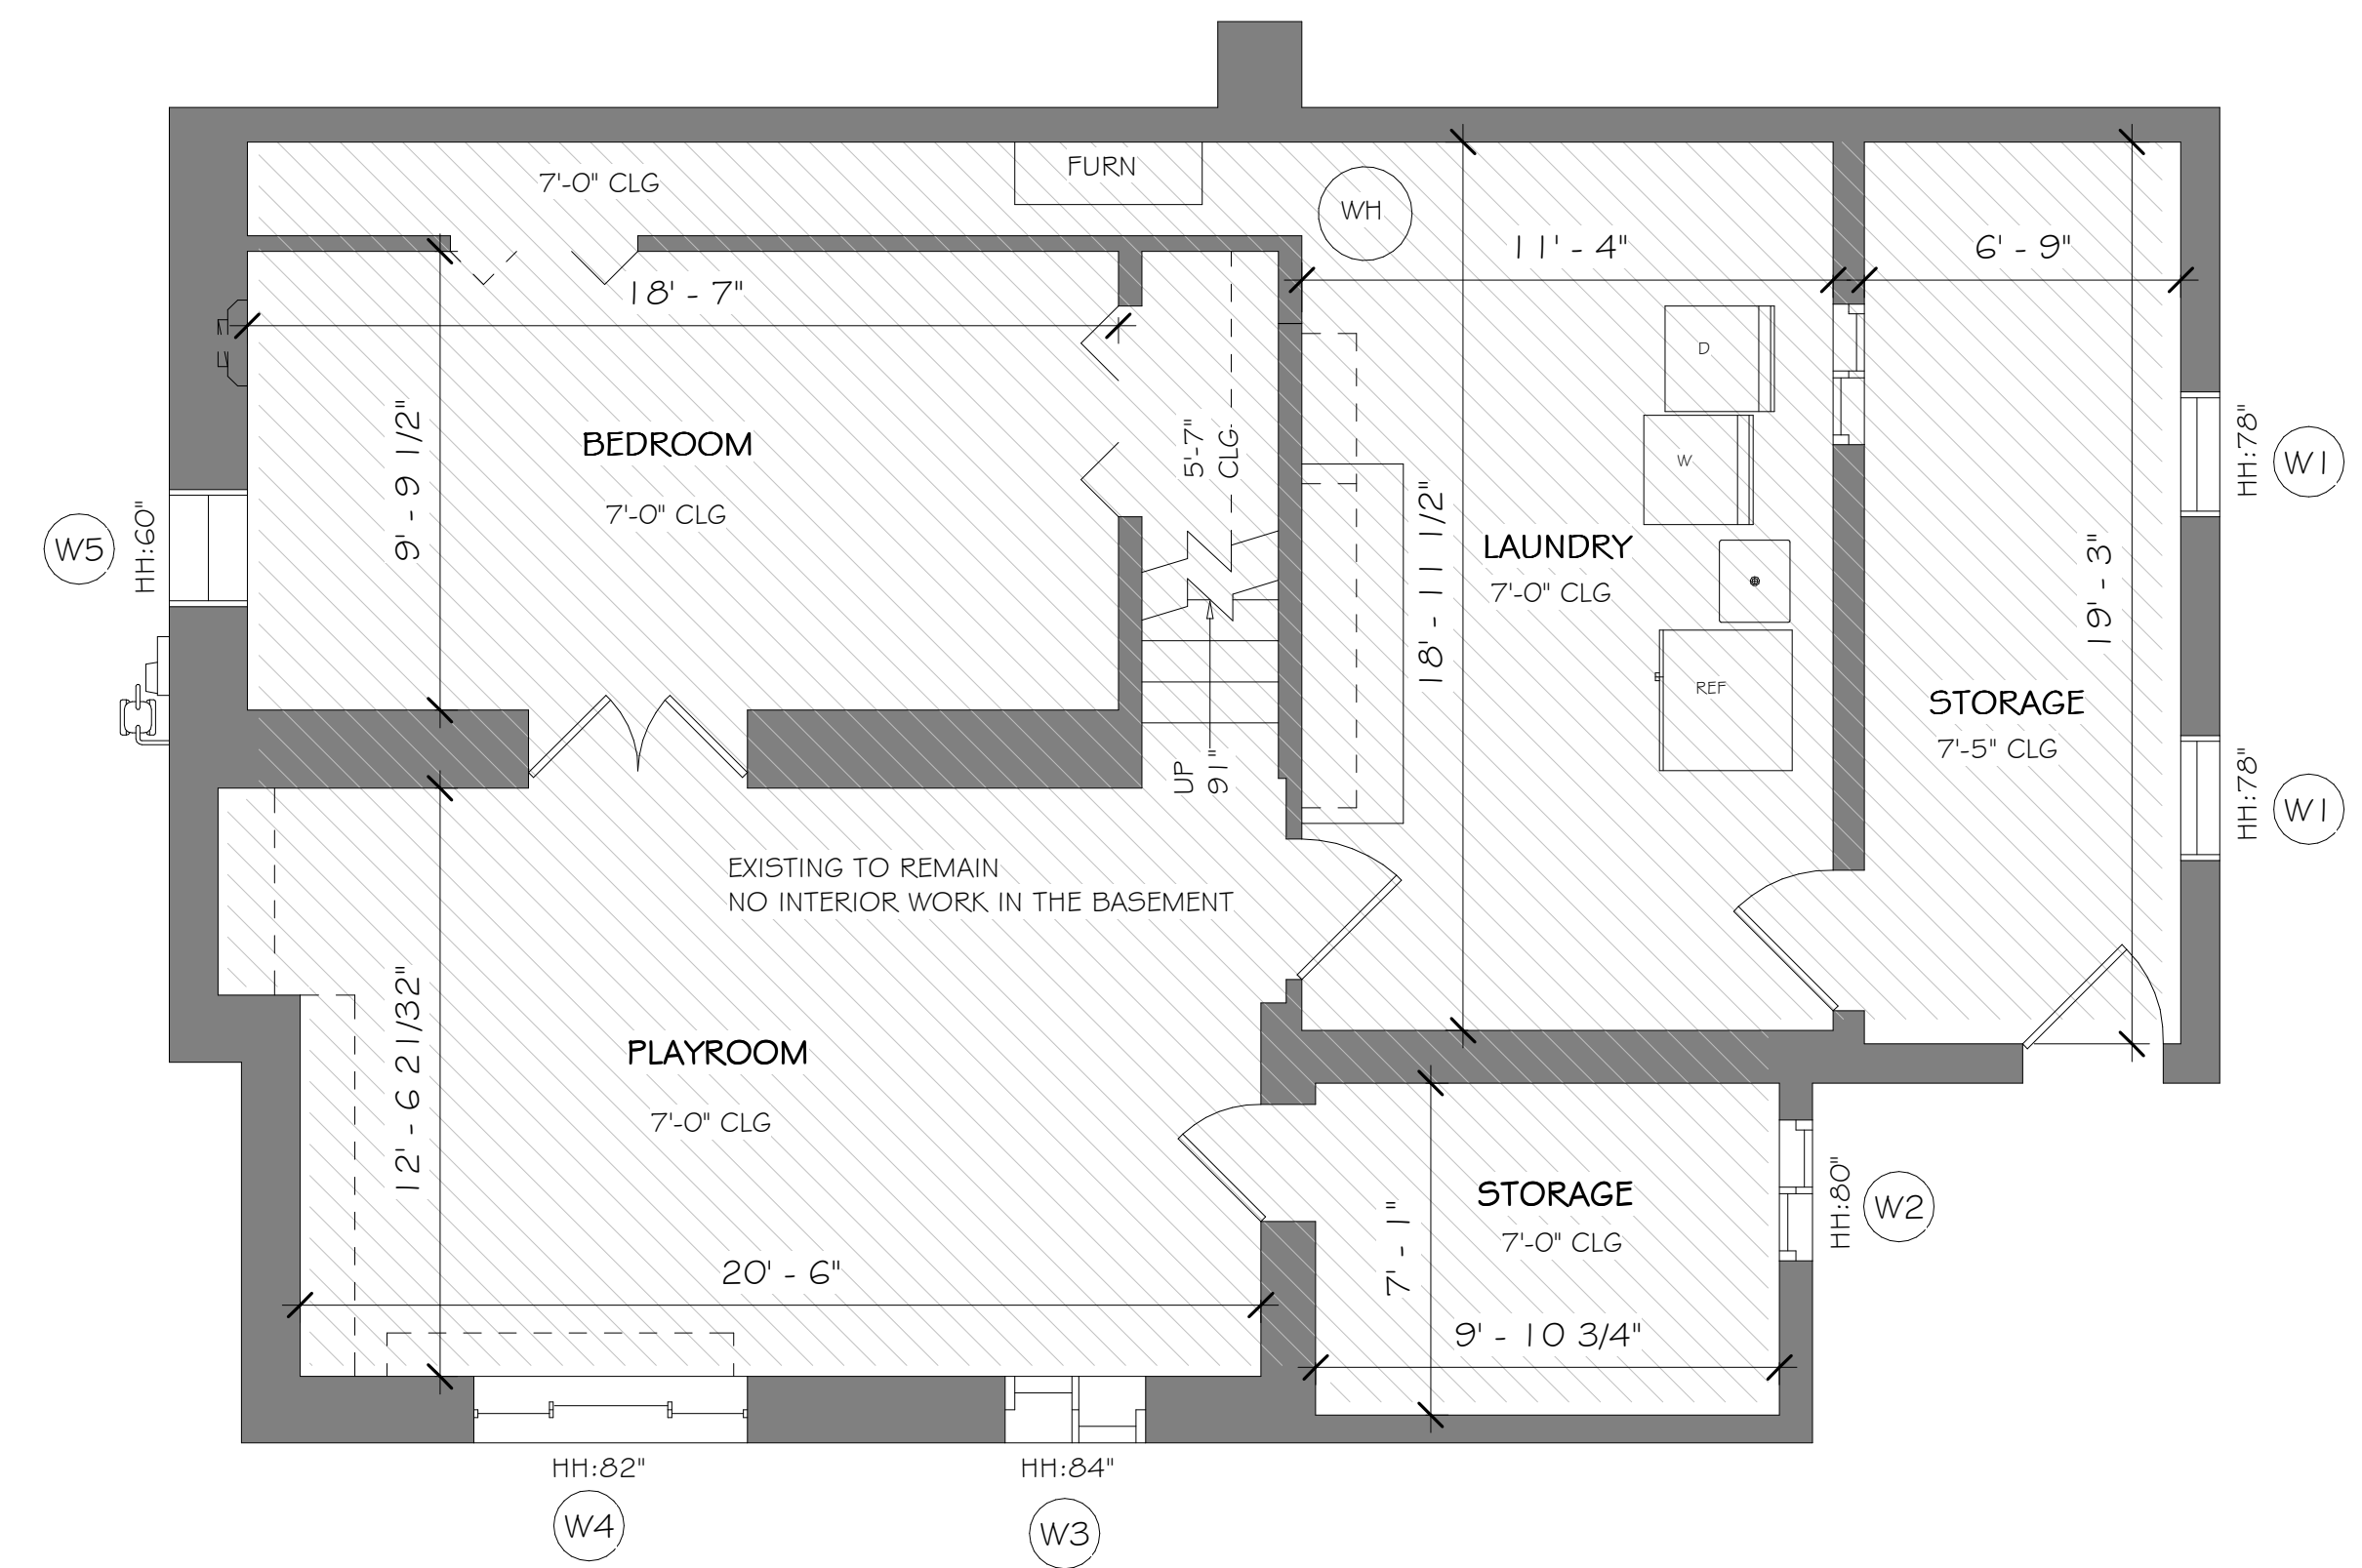 FURN
7'-0" CLG
WH
11' - 4"
6' - 9"
18' - 7"
D
9' - 9 1/2"
BEDROOM
7'-0" CLG
5'-7"
CLG
W
HH:78"
W1
W5
HH:60"
18' - 11 1/2"
LAUNDRY
7'-0" CLG
19' - 3"
REF
STORAGE
7'-5" CLG
UP
91"
HH:78"
W1
EXISTING TO REMAIN
NO INTERIOR WORK IN THE BASEMENT
12' - 6 21/32"
PLAYROOM
7'-0" CLG
STORAGE
7'-0" CLG
HH:80"
W2
7' - 1"
20' - 6"
9' - 10 3/4"
HH:82"
W4
HH:84"
W3